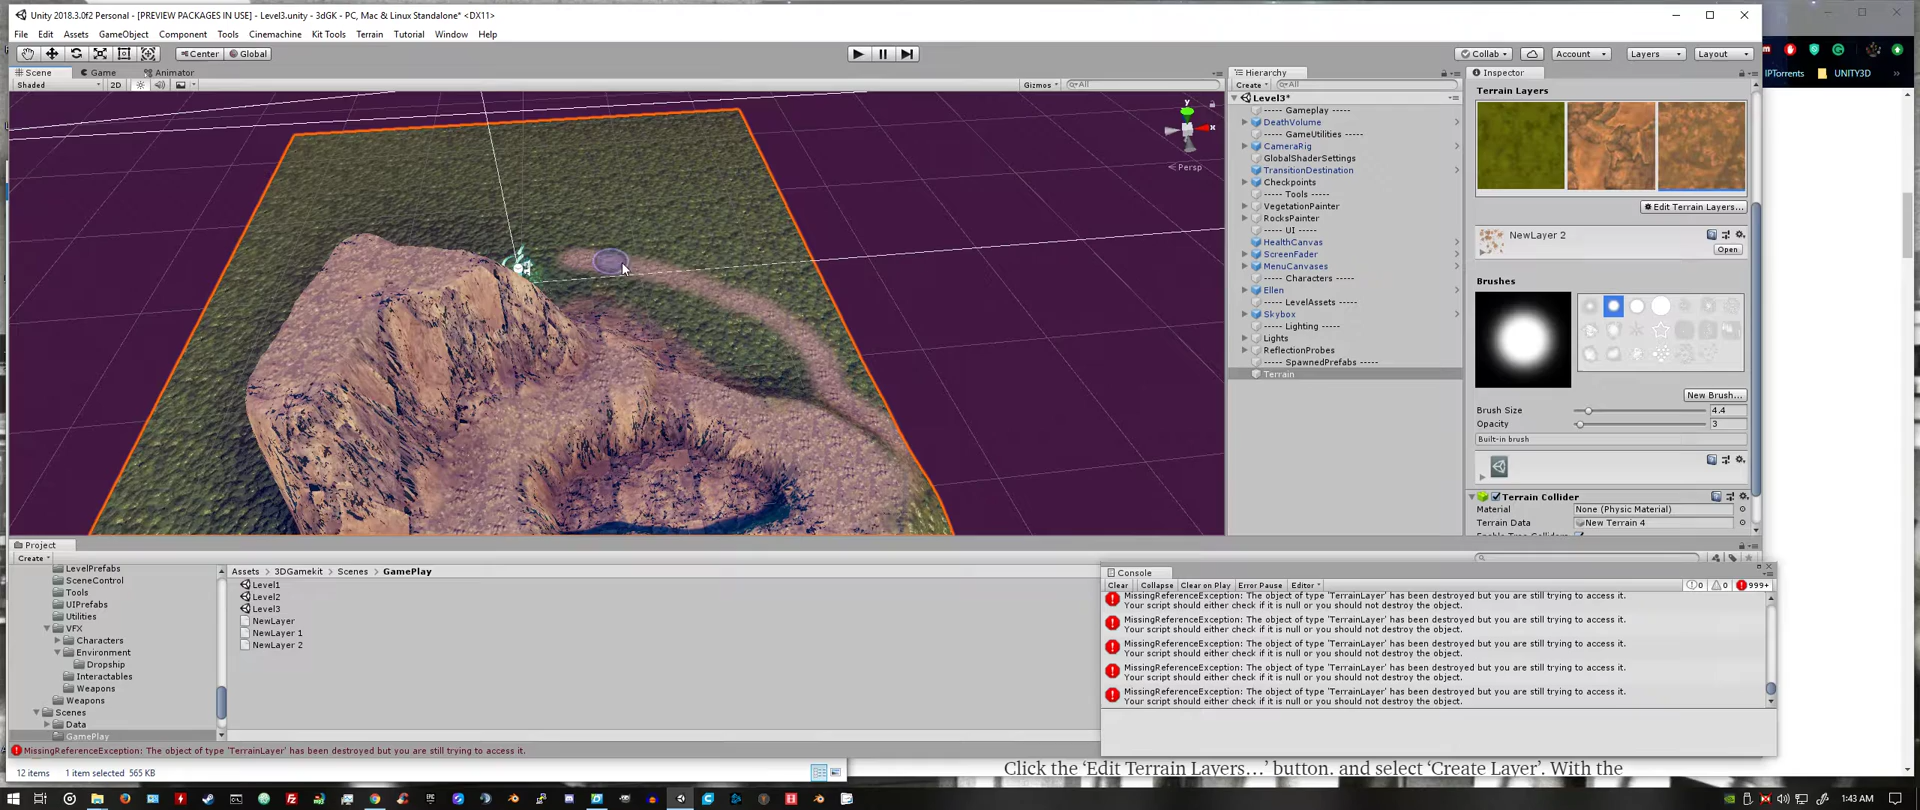 Unity 2018.3.0f2 Personal - [PREVIEW PACKAGES IN USE] - Level3.unity - 3dGK - PC, Mac & Linux Standalone* <DX11>
File Edit Assets GameObject Component Tools Cinemachine Kit Tools Terrain Tutorial Window Help
Center Global Collab Account Layers Layout
IPTorrents UNITY3D
Scene Game Animator
Shaded 2D Gizmos All
y
x
Persp
Hierarchy
Create All
Level3*
----- Gameplay -----
DeathVolume
----- GameUtilities -----
CameraRig
GlobalShaderSettings
TransitionDestination
Checkpoints
----- Tools -----
VegetationPainter
RocksPainter
----- UI -----
HealthCanvas
ScreenFader
MenuCanvases
----- Characters -----
Ellen
----- LevelAssets -----
Skybox
----- Lighting -----
Lights
ReflectionProbes
----- SpawnedPrefabs -----
Terrain
Inspector
Terrain Layers
Edit Terrain Layers...
NewLayer 2
Open
Brushes
New Brush...
Brush Size 4.4
Opacity 3
Built-in brush
Terrain Collider
Material None (Physic Material)
Terrain Data New Terrain 4
Project
Create
LevelPrefabs
SceneControl
Tools
UIPrefabs
Utilities
VFX
Characters
Environment
Dropship
Interactables
Weapons
Weapons
Scenes
Data
GamePlay
Assets 3DGamekit Scenes GamePlay
Level1
Level2
Level3
NewLayer
NewLayer 1
NewLayer 2
Console
Clear Collapse Clear on Play Error Pause Editor 0 0 999+
MissingReferenceException: The object of type 'TerrainLayer' has been destroyed but you are still trying to access it.
Your script should either check if it is null or you should not destroy the object.
MissingReferenceException: The object of type 'TerrainLayer' has been destroyed but you are still trying to access it.
Your script should either check if it is null or you should not destroy the object.
MissingReferenceException: The object of type 'TerrainLayer' has been destroyed but you are still trying to access it.
Your script should either check if it is null or you should not destroy the object.
MissingReferenceException: The object of type 'TerrainLayer' has been destroyed but you are still trying to access it.
Your script should either check if it is null or you should not destroy the object.
MissingReferenceException: The object of type 'TerrainLayer' has been destroyed but you are still trying to access it.
Your script should either check if it is null or you should not destroy the object.
MissingReferenceException: The object of type 'TerrainLayer' has been destroyed but you are still trying to access it.
12 items 1 item selected 565 KB
Click the ‘Edit Terrain Layers…’ button. and select ‘Create Layer’. With the
1:43 AM